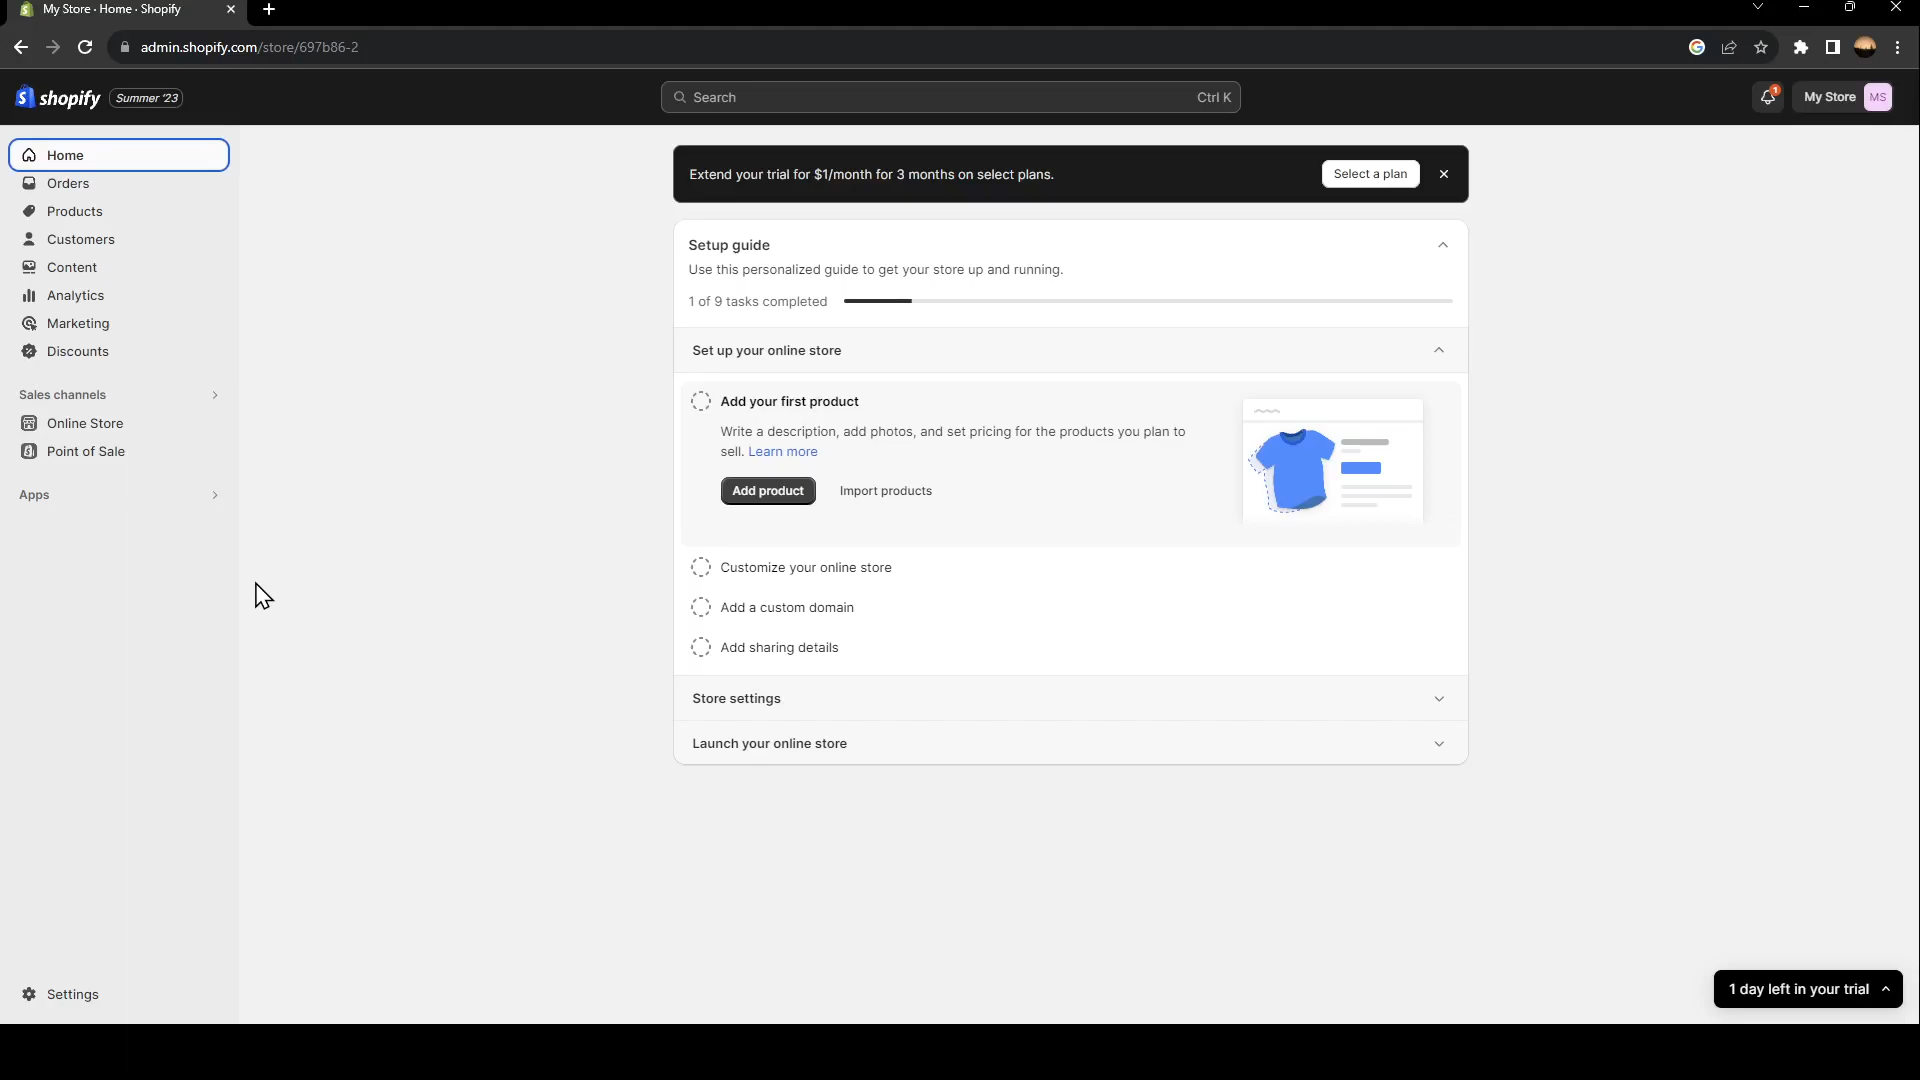 My Store · Home · Shopify
admin.shopify.com/store/697b86-2
shopify Summer '23
Search Ctrl K
1
My Store MS
Home
Orders
Products
Customers
Content
Analytics
Marketing
Discounts
Sales channels
Online Store
Point of Sale
Apps
Settings
Extend your trial for $1/month for 3 months on select plans.
Select a plan
Setup guide
Use this personalized guide to get your store up and running.
1 of 9 tasks completed
Set up your online store
Add your first product
Write a description, add photos, and set pricing for the products you plan to
sell. Learn more
Add product Import products
Customize your online store
Add a custom domain
Add sharing details
Store settings
Launch your online store
1 day left in your trial